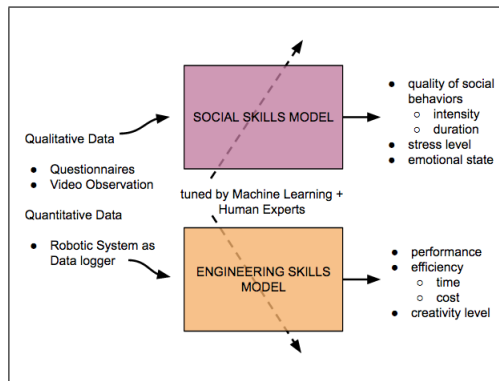 Qualitative Data
● Questionnaires
● Video Observation
Quantitative Data
● Robotic System as
Data logger
SOCIAL SKILLS MODEL
tuned by Machine Learning +
Human Experts
ENGINEERING SKILLS
MODEL
● quality of social
behaviors
○ intensity
○ duration
● stress level
● emotional state
● performance
● efficiency
○ time
○ cost
● creativity level